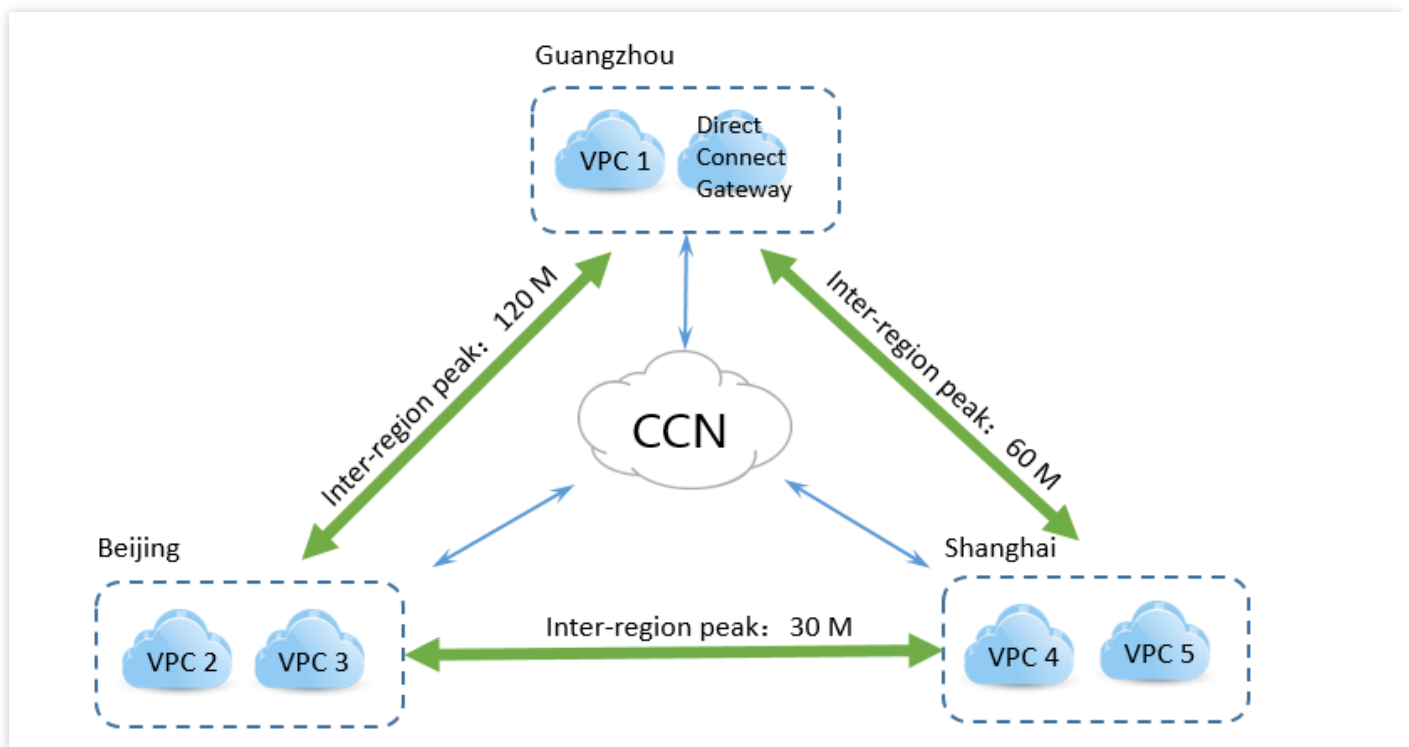 Guangzhou
VPC 1
Direct
Connect
Gateway
Inter-region peak：120 M
Inter-region peak：60 M
CCN
Beijing
Shanghai
VPC 2
VPC 3
Inter-region peak：30 M
VPC 4
VPC 5